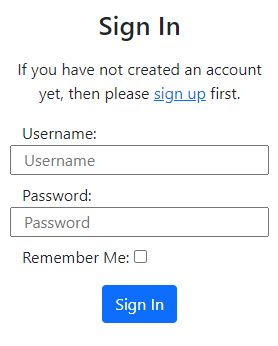 Sign In
If you have not created an account
yet, then please sign up first.
Username:
Username
Password:
Password
Remember Me:
Sign In